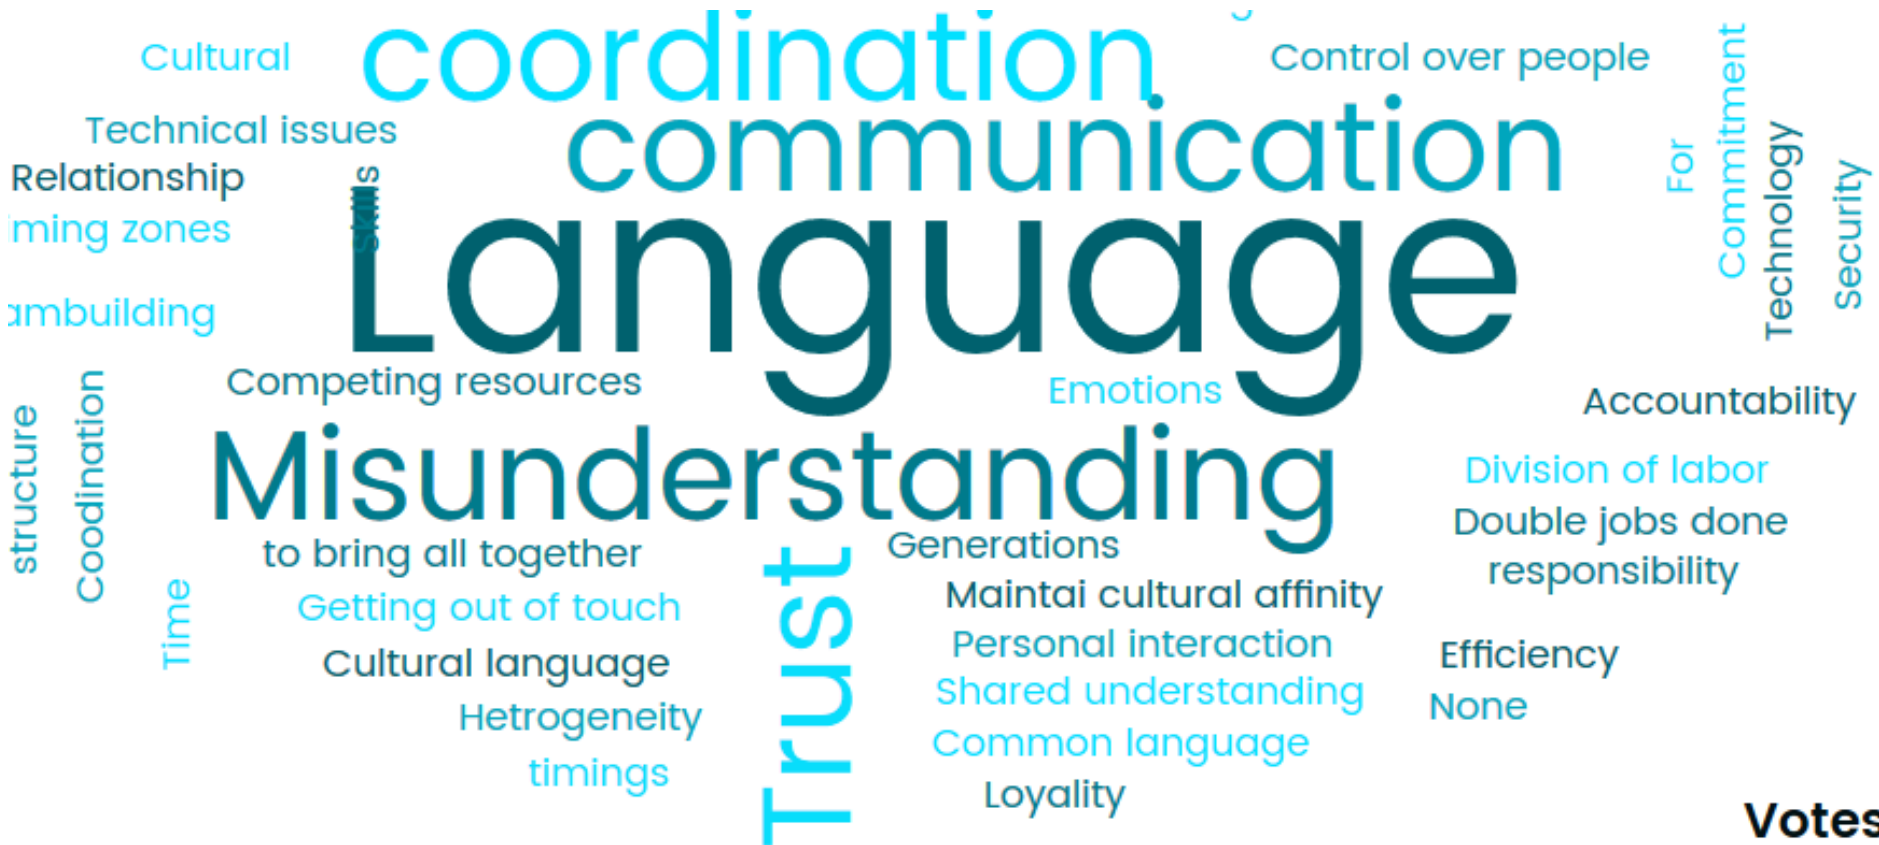 coordination
Cultural
Control over people
Commitment
communication
Technical issues
For
Technology
Relationship
skills
Security
iming zones
Language
ambuilding
Competing resources
Emotions
Accountability
structure
Coodination
Misunderstanding
Division of labor
Double jobs done
to bring all together
Generations
responsibility
Time
Getting out of touch
Trust
Maintai cultural affinity
Cultural language
Personal interaction
Efficiency
Hetrogeneity
Shared understanding
None
timings
Common language
Loyality
Votes